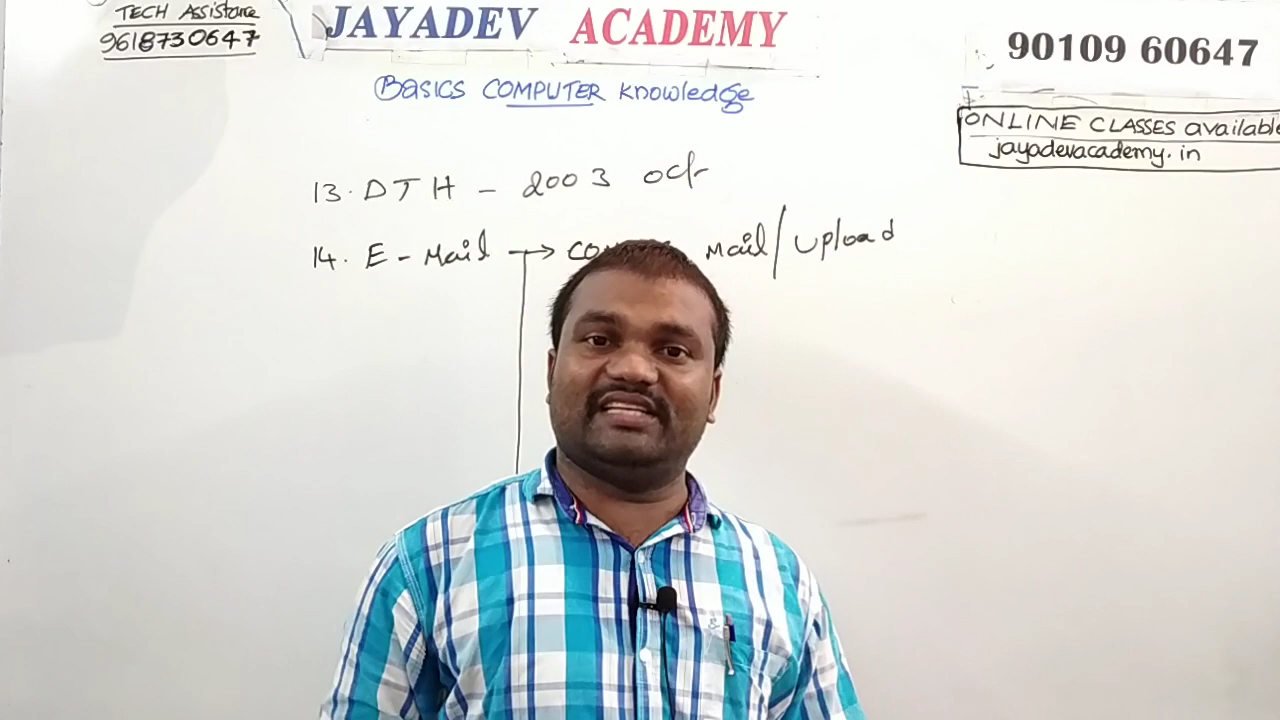 TECH Assistance
9618730647
JAYADEV ACADEMY
90109 60647
Basics COMPUTER Knowledge
ONLINE CLASSES available
jayadevacademy.in
13. DTH - 2003 oct
14. E-Mail → Mail/upload